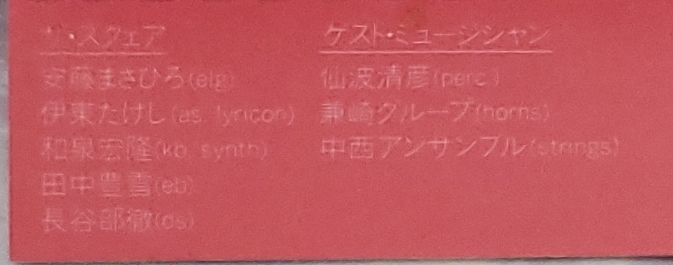 ザ・スクェア
安藤まさひろ(elg)
伊東たけし(as, lyricon)
和泉宏隆(kb, synth)
田中豊雪(eb)
長谷部徹(ds)
ゲスト・ミュージシャン
仙波清彦(perc.)
兼崎グループ(horns)
中西アンサンブル(strings)